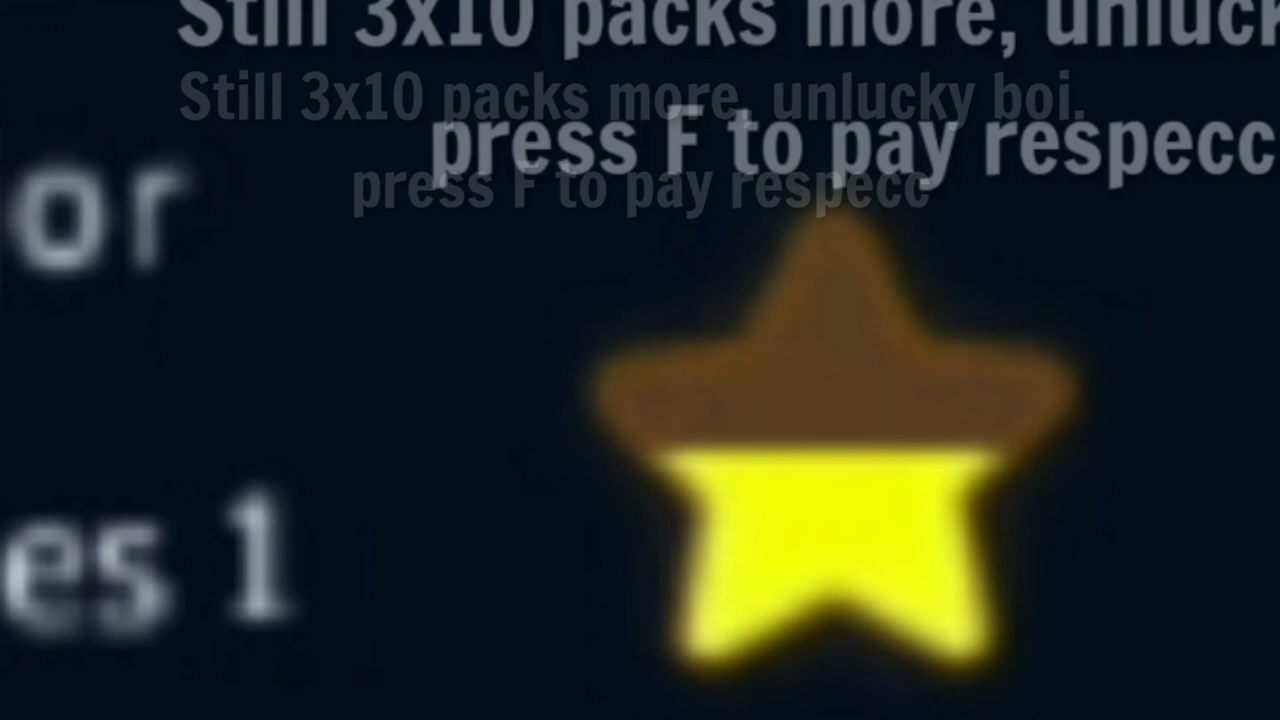 Still 3x10 packs more, unluck
Still 3x10 packs more, unlucky boi.
press F to pay respecc
press F to pay respecc
or
es 1